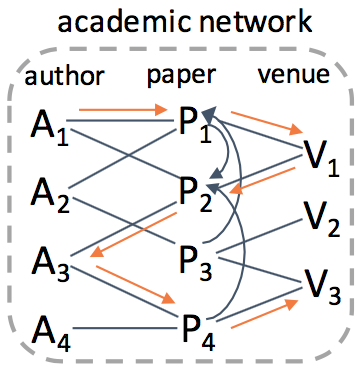 academic network
author paper venue
A1 P1
V1
A2 P2
V2
A3 P3
V3
A4 P4